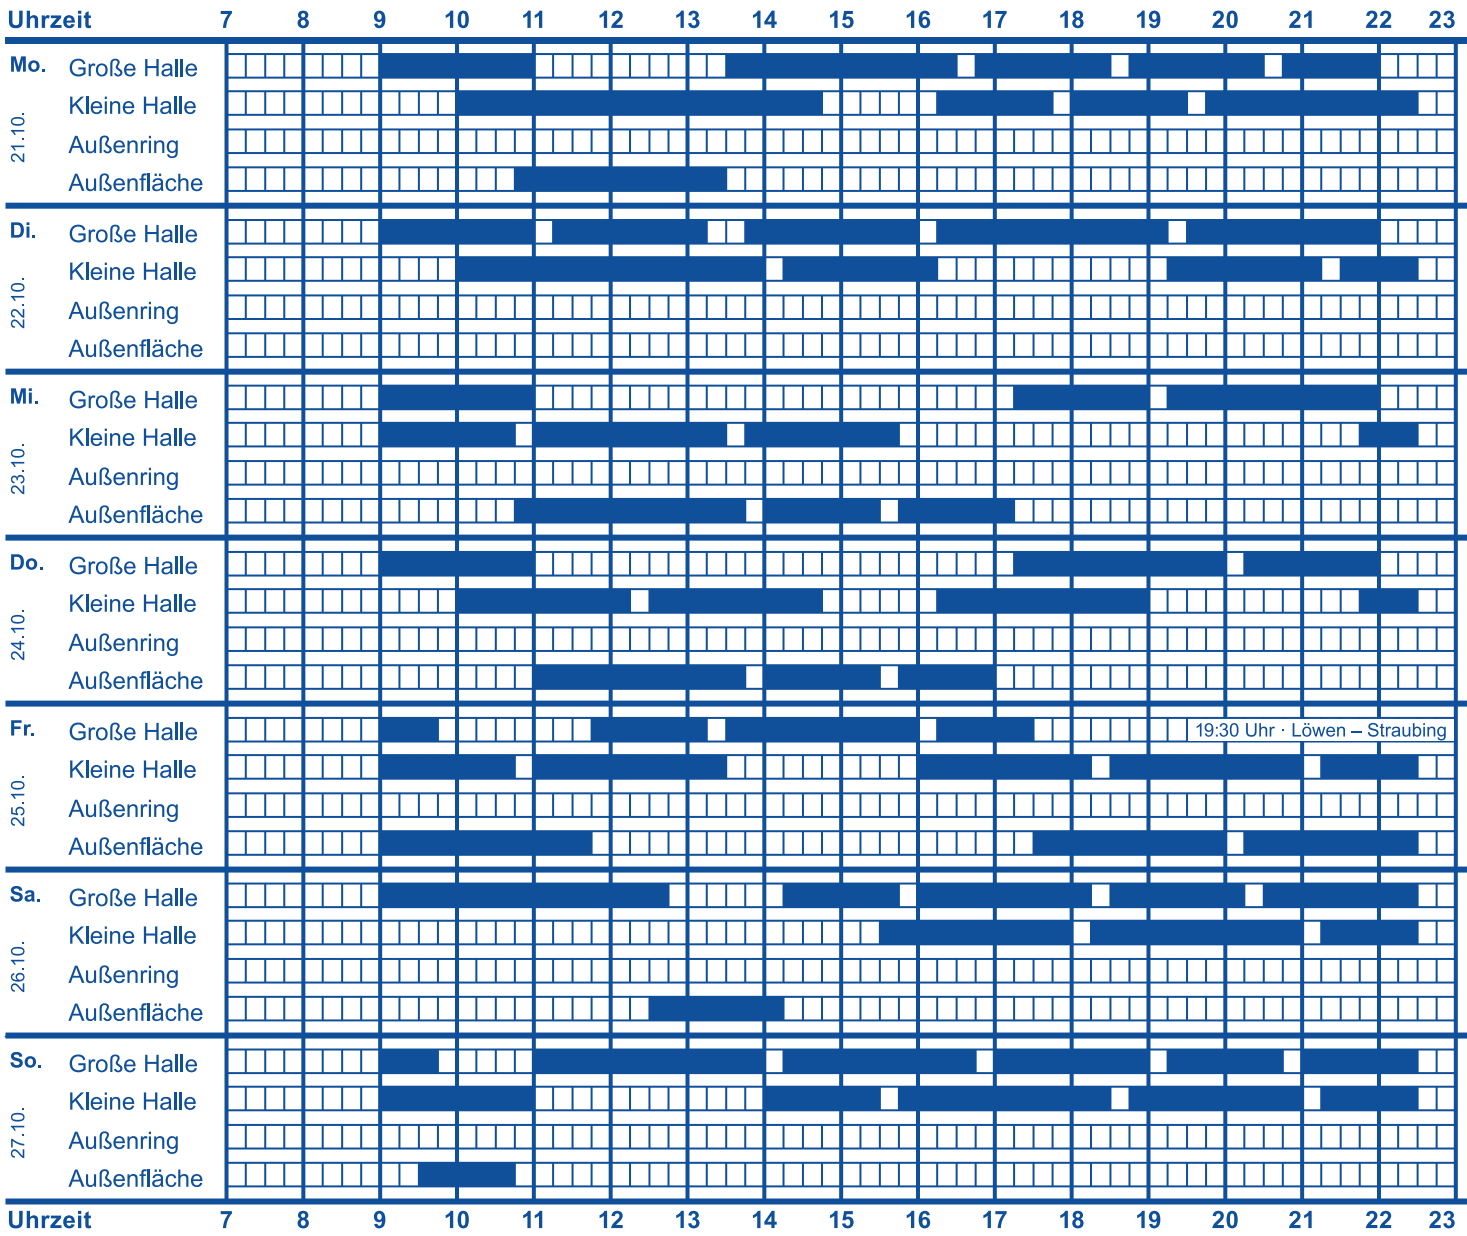 Uhrzeit 7 8 9 10 11 12 13 14 15 16 17 18 19 20 21 22 23
Mo. Große Halle
Kleine Halle
21.10.
Außenring
Außenfläche
Di. Große Halle
Kleine Halle
22.10.
Außenring
Außenfläche
Mi. Große Halle
Kleine Halle
23.10.
Außenring
Außenfläche
Do. Große Halle
Kleine Halle
24.10.
Außenring
Außenfläche
Fr. Große Halle 19:30 Uhr · Löwen – Straubing
Kleine Halle
25.10.
Außenring
Außenfläche
Sa. Große Halle
Kleine Halle
26.10.
Außenring
Außenfläche
So. Große Halle
Kleine Halle
27.10.
Außenring
Außenfläche
Uhrzeit 7 8 9 10 11 12 13 14 15 16 17 18 19 20 21 22 23